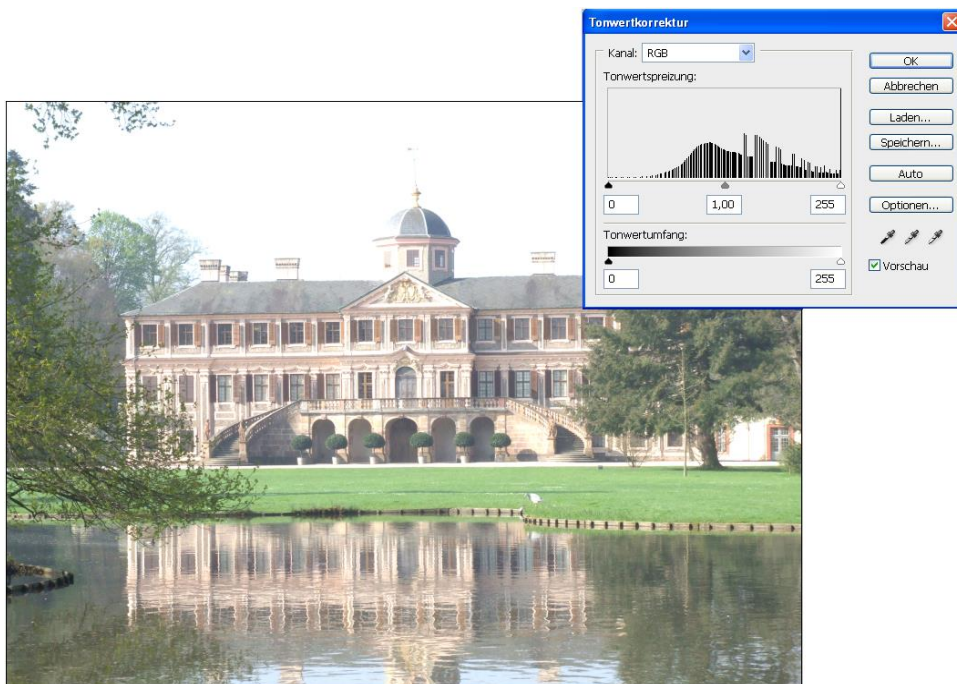 Tonwertkorrektur
Kanal: RGB
OK
Tonwertspreizung:
Abbrechen
Laden...
Speichern...
Auto
0 1,00 255
Optionen...
Tonwertumfang:
Vorschau
0 255